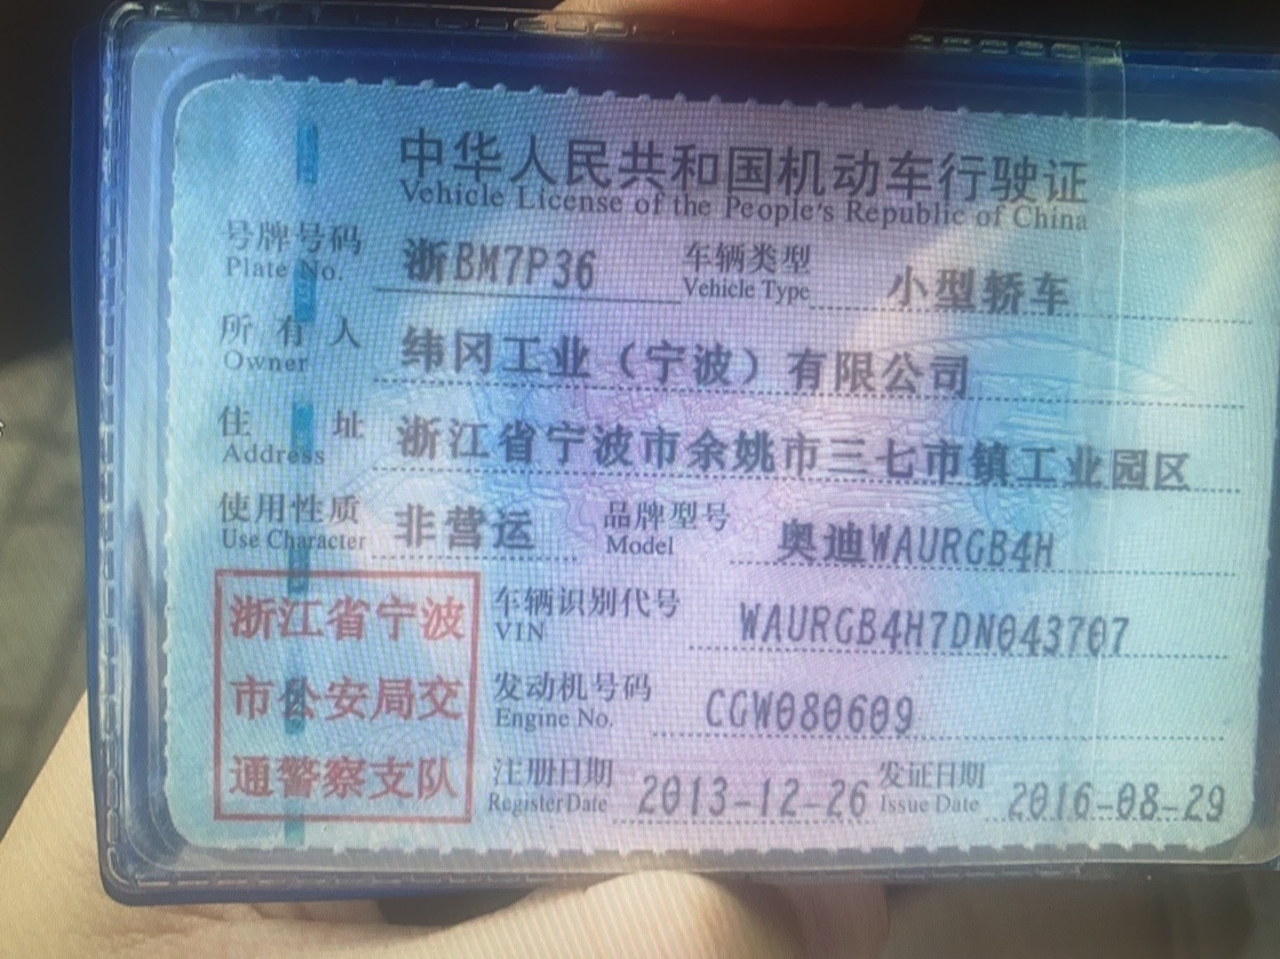 中华人民共和国机动车行驶证
Vehicle License of the People's Republic of China
号牌号码 浙BM7P36 车辆类型 小型轿车
Plate No. Vehicle Type
所有人 纬冈工业（宁波）有限公司
Owner
住址 浙江省宁波市余姚市三七市镇工业园区
Address
使用性质 非营运 品牌型号 奥迪WAURGB4H
Use Character Model
浙江省宁波
市公安局交
通警察支队
车辆识别代号 WAURGB4H7DN043707
VIN
发动机号码 CGW080609
Engine No.
注册日期 2013-12-26 发证日期 2016-08-29
Register Date Issue Date